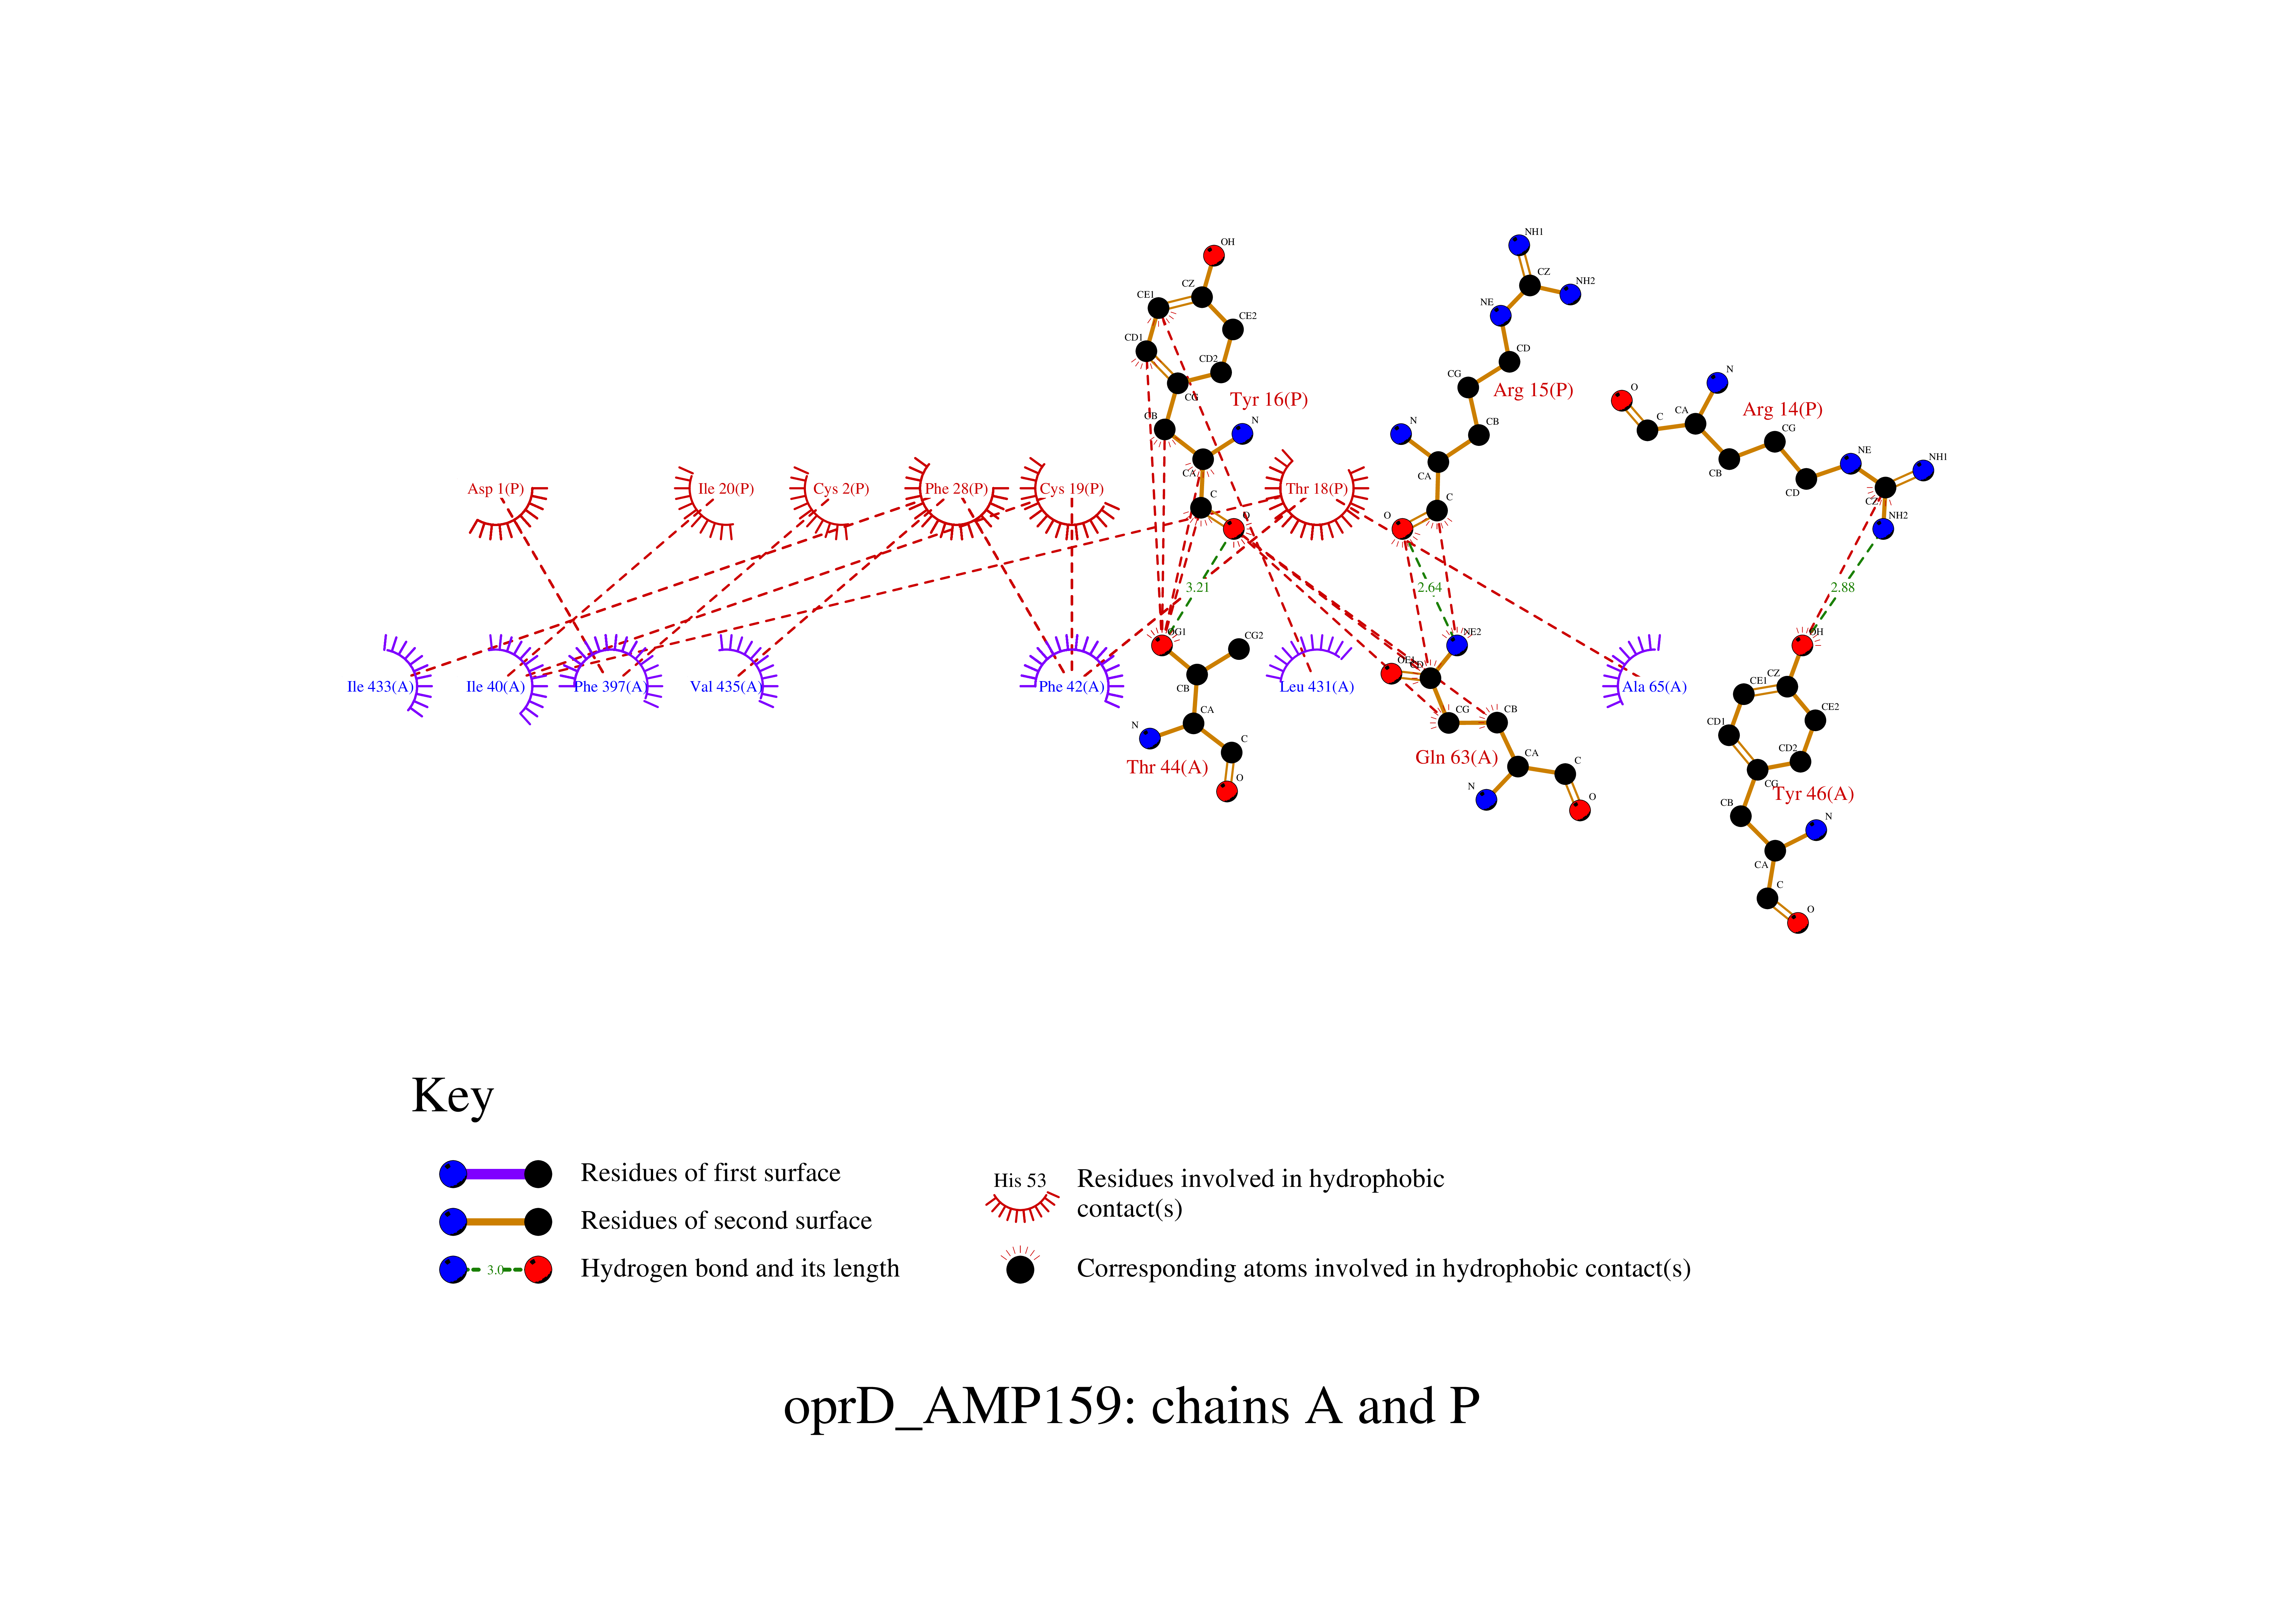 OH
NH1
CZ
NH2
CE1
CZ
NE
CE2
CD1
CD
CD2
CG
CG
Tyr 16(P)
Arg 15(P)
N
O
CA
C
Arg 14(P)
CB
N
N
CB
CG
CA
CA
CB
NE
NH1
CD
CZ
NH2
C
C
O
O
Asp 1(P)
Ile 20(P)
Cys 2(P)
Phe 28(P)
Cys 19(P)
Thr 18(P)
3.21
2.64
2.88
OG1
CG2
NE2
OE1
CD
OH
Ile 433(A)
Ile 40(A)
Phe 397(A)
Val 435(A)
Phe 42(A)
Leu 431(A)
Ala 65(A)
CB
CA
N
C
O
Thr 44(A)
CG
CB
Gln 63(A)
CA
C
N
O
CE1
CZ
CE2
CD1
CD2
CG
Tyr 46(A)
CB
N
CA
C
O
Key
Residues of first surface
Residues of second surface
3.0
Hydrogen bond and its length
His 53
Residues involved in hydrophobic
contact(s)
Corresponding atoms involved in hydrophobic contact(s)
oprD_AMP159: chains A and P